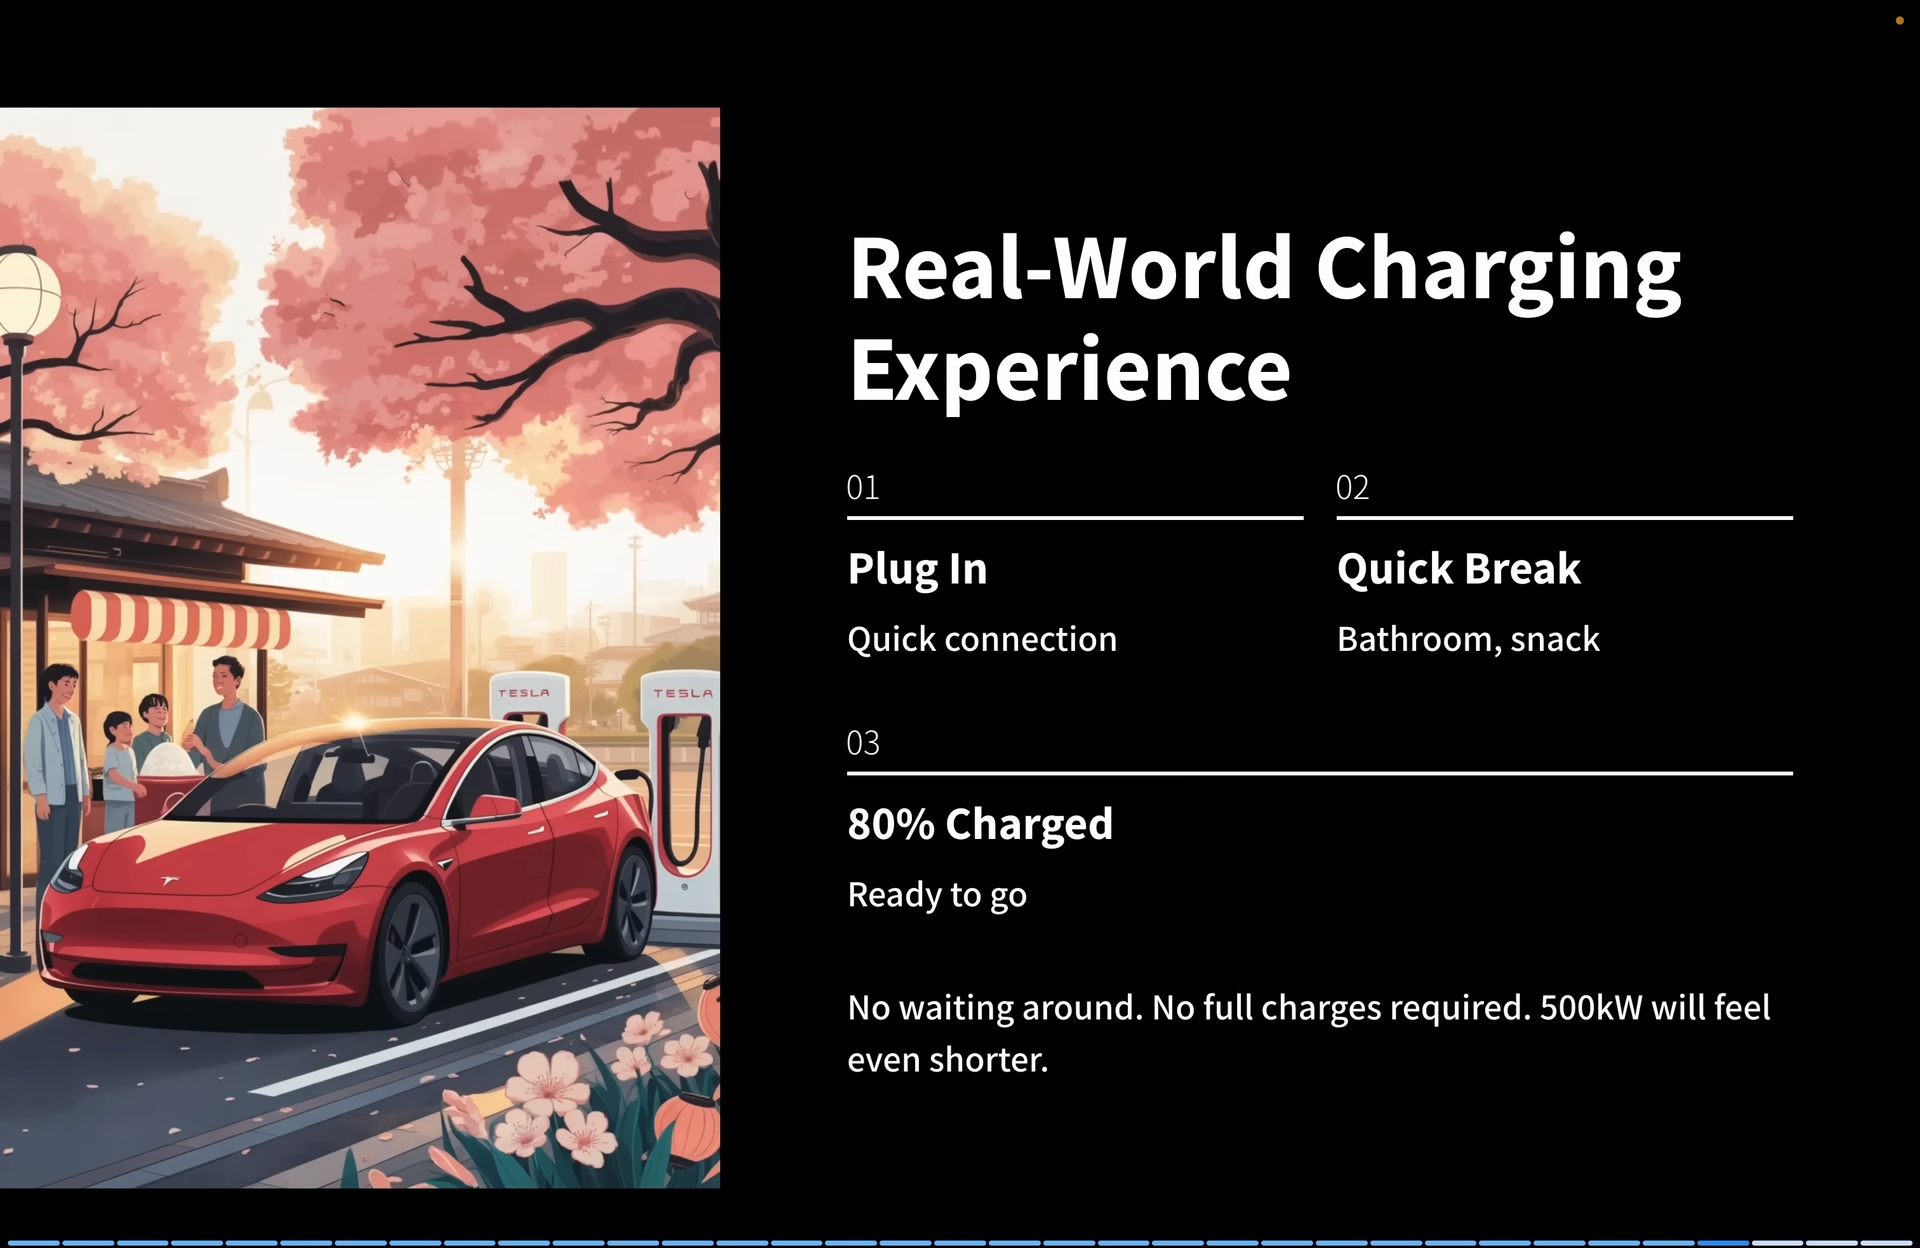 Real-World Charging
Experience
01
02
Plug In
Quick Break
Quick connection
Bathroom, snack
03
80% Charged
Ready to go
No waiting around. No full charges required. 500kW will feel
even shorter.
TESLA
TESLA